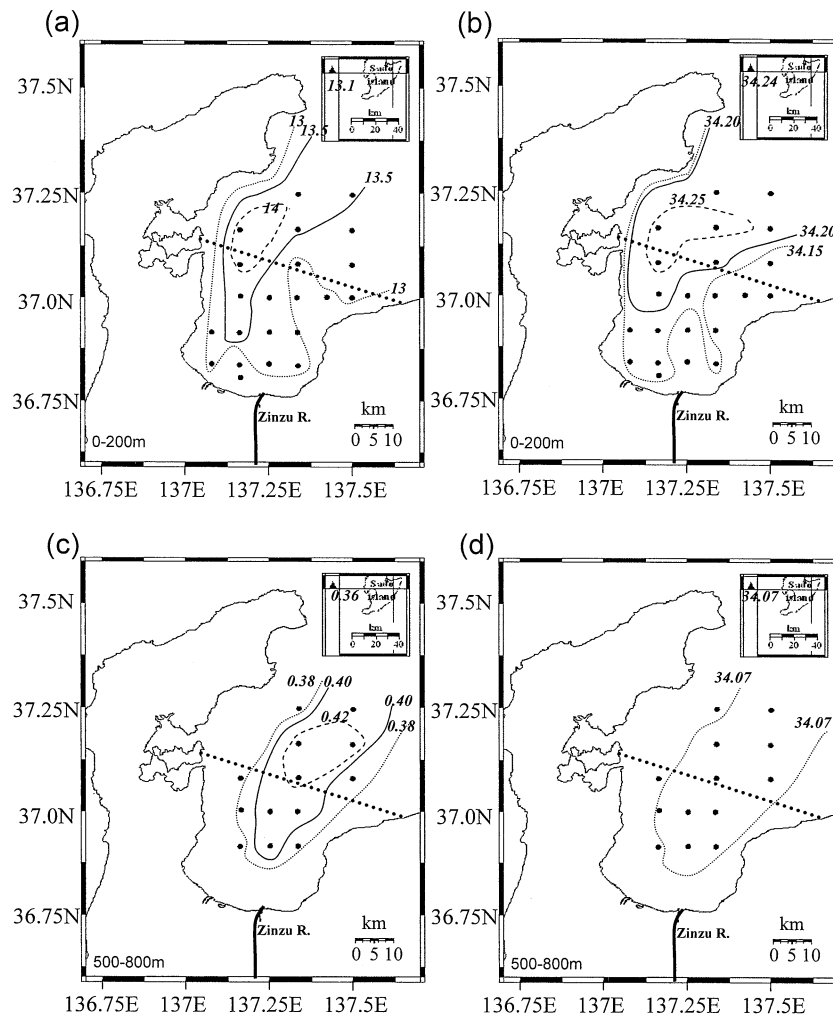 (a)
37.5N
37.25N
37.0N
36.75N
13.1
island
km
0 20 40
13
13.5
13.5
14
13
Zinzu R.
km
0 5 10
0-200m
136.75E 137E 137.25E 137.5E
(b)
37.5N
37.25N
37.0N
36.75N
34.24
island
km
0 20 40
34.20
34.25
34.20
34.15
Zinzu R.
km
0 5 10
0-200m
136.75E 137E 137.25E 137.5E
(c)
37.5N
37.25N
37.0N
36.75N
0.36
island
km
0 20 40
0.38 0.40
0.40
0.42
0.38
Zinzu R.
km
0 5 10
500-800m
136.75E 137E 137.25E 137.5E
(d)
37.5N
37.25N
37.0N
36.75N
34.07
island
km
0 20 40
34.07
34.07
Zinzu R.
km
0 5 10
500-800m
136.75E 137E 137.25E 137.5E